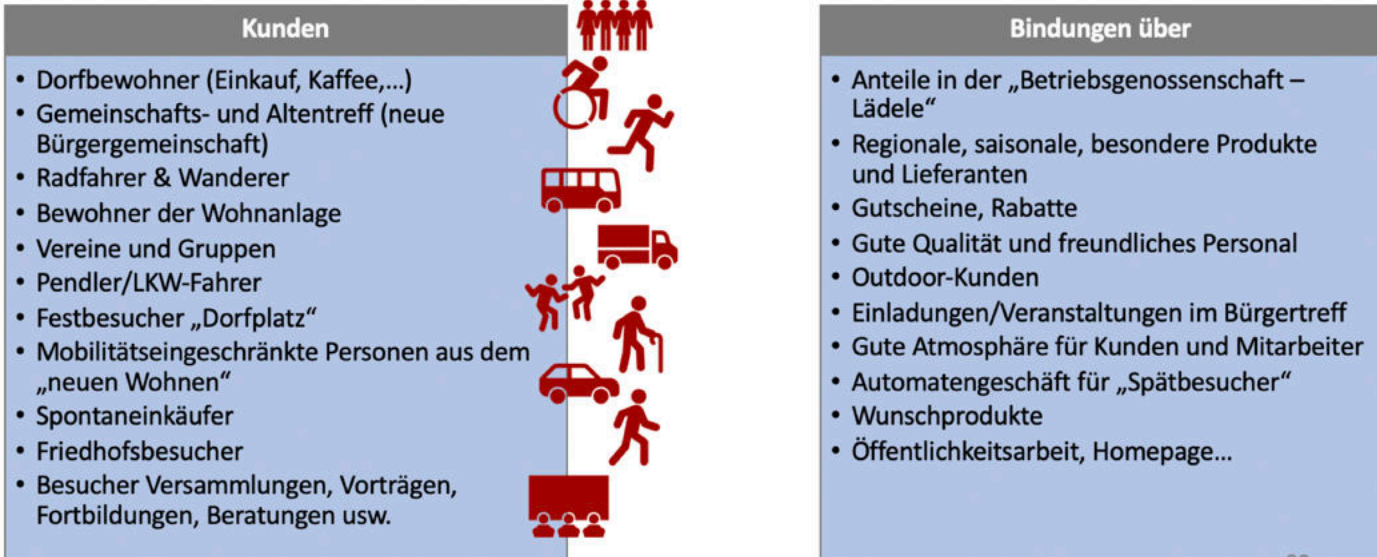 Kunden
• Dorfbewohner (Einkauf, Kaffee,...)
• Gemeinschafts- und Altentreff (neue
Bürgergemeinschaft)
• Radfahrer & Wanderer
• Bewohner der Wohnanlage
• Vereine und Gruppen
• Pendler/LKW-Fahrer
• Festbesucher „Dorfplatz“
• Mobilitätseingeschränkte Personen aus dem
„neuen Wohnen“
• Spontaneinkäufer
• Friedhofsbesucher
• Besucher Versammlungen, Vorträgen,
Fortbildungen, Beratungen usw.
Bindungen über
• Anteile in der „Betriebsgenossenschaft –
Lädele“
• Regionale, saisonale, besondere Produkte
und Lieferanten
• Gutscheine, Rabatte
• Gute Qualität und freundliches Personal
• Outdoor-Kunden
• Einladungen/Veranstaltungen im Bürgertreff
• Gute Atmosphäre für Kunden und Mitarbeiter
• Automatengeschäft für „Spätbesucher“
• Wunschprodukte
• Öffentlichkeitsarbeit, Homepage...